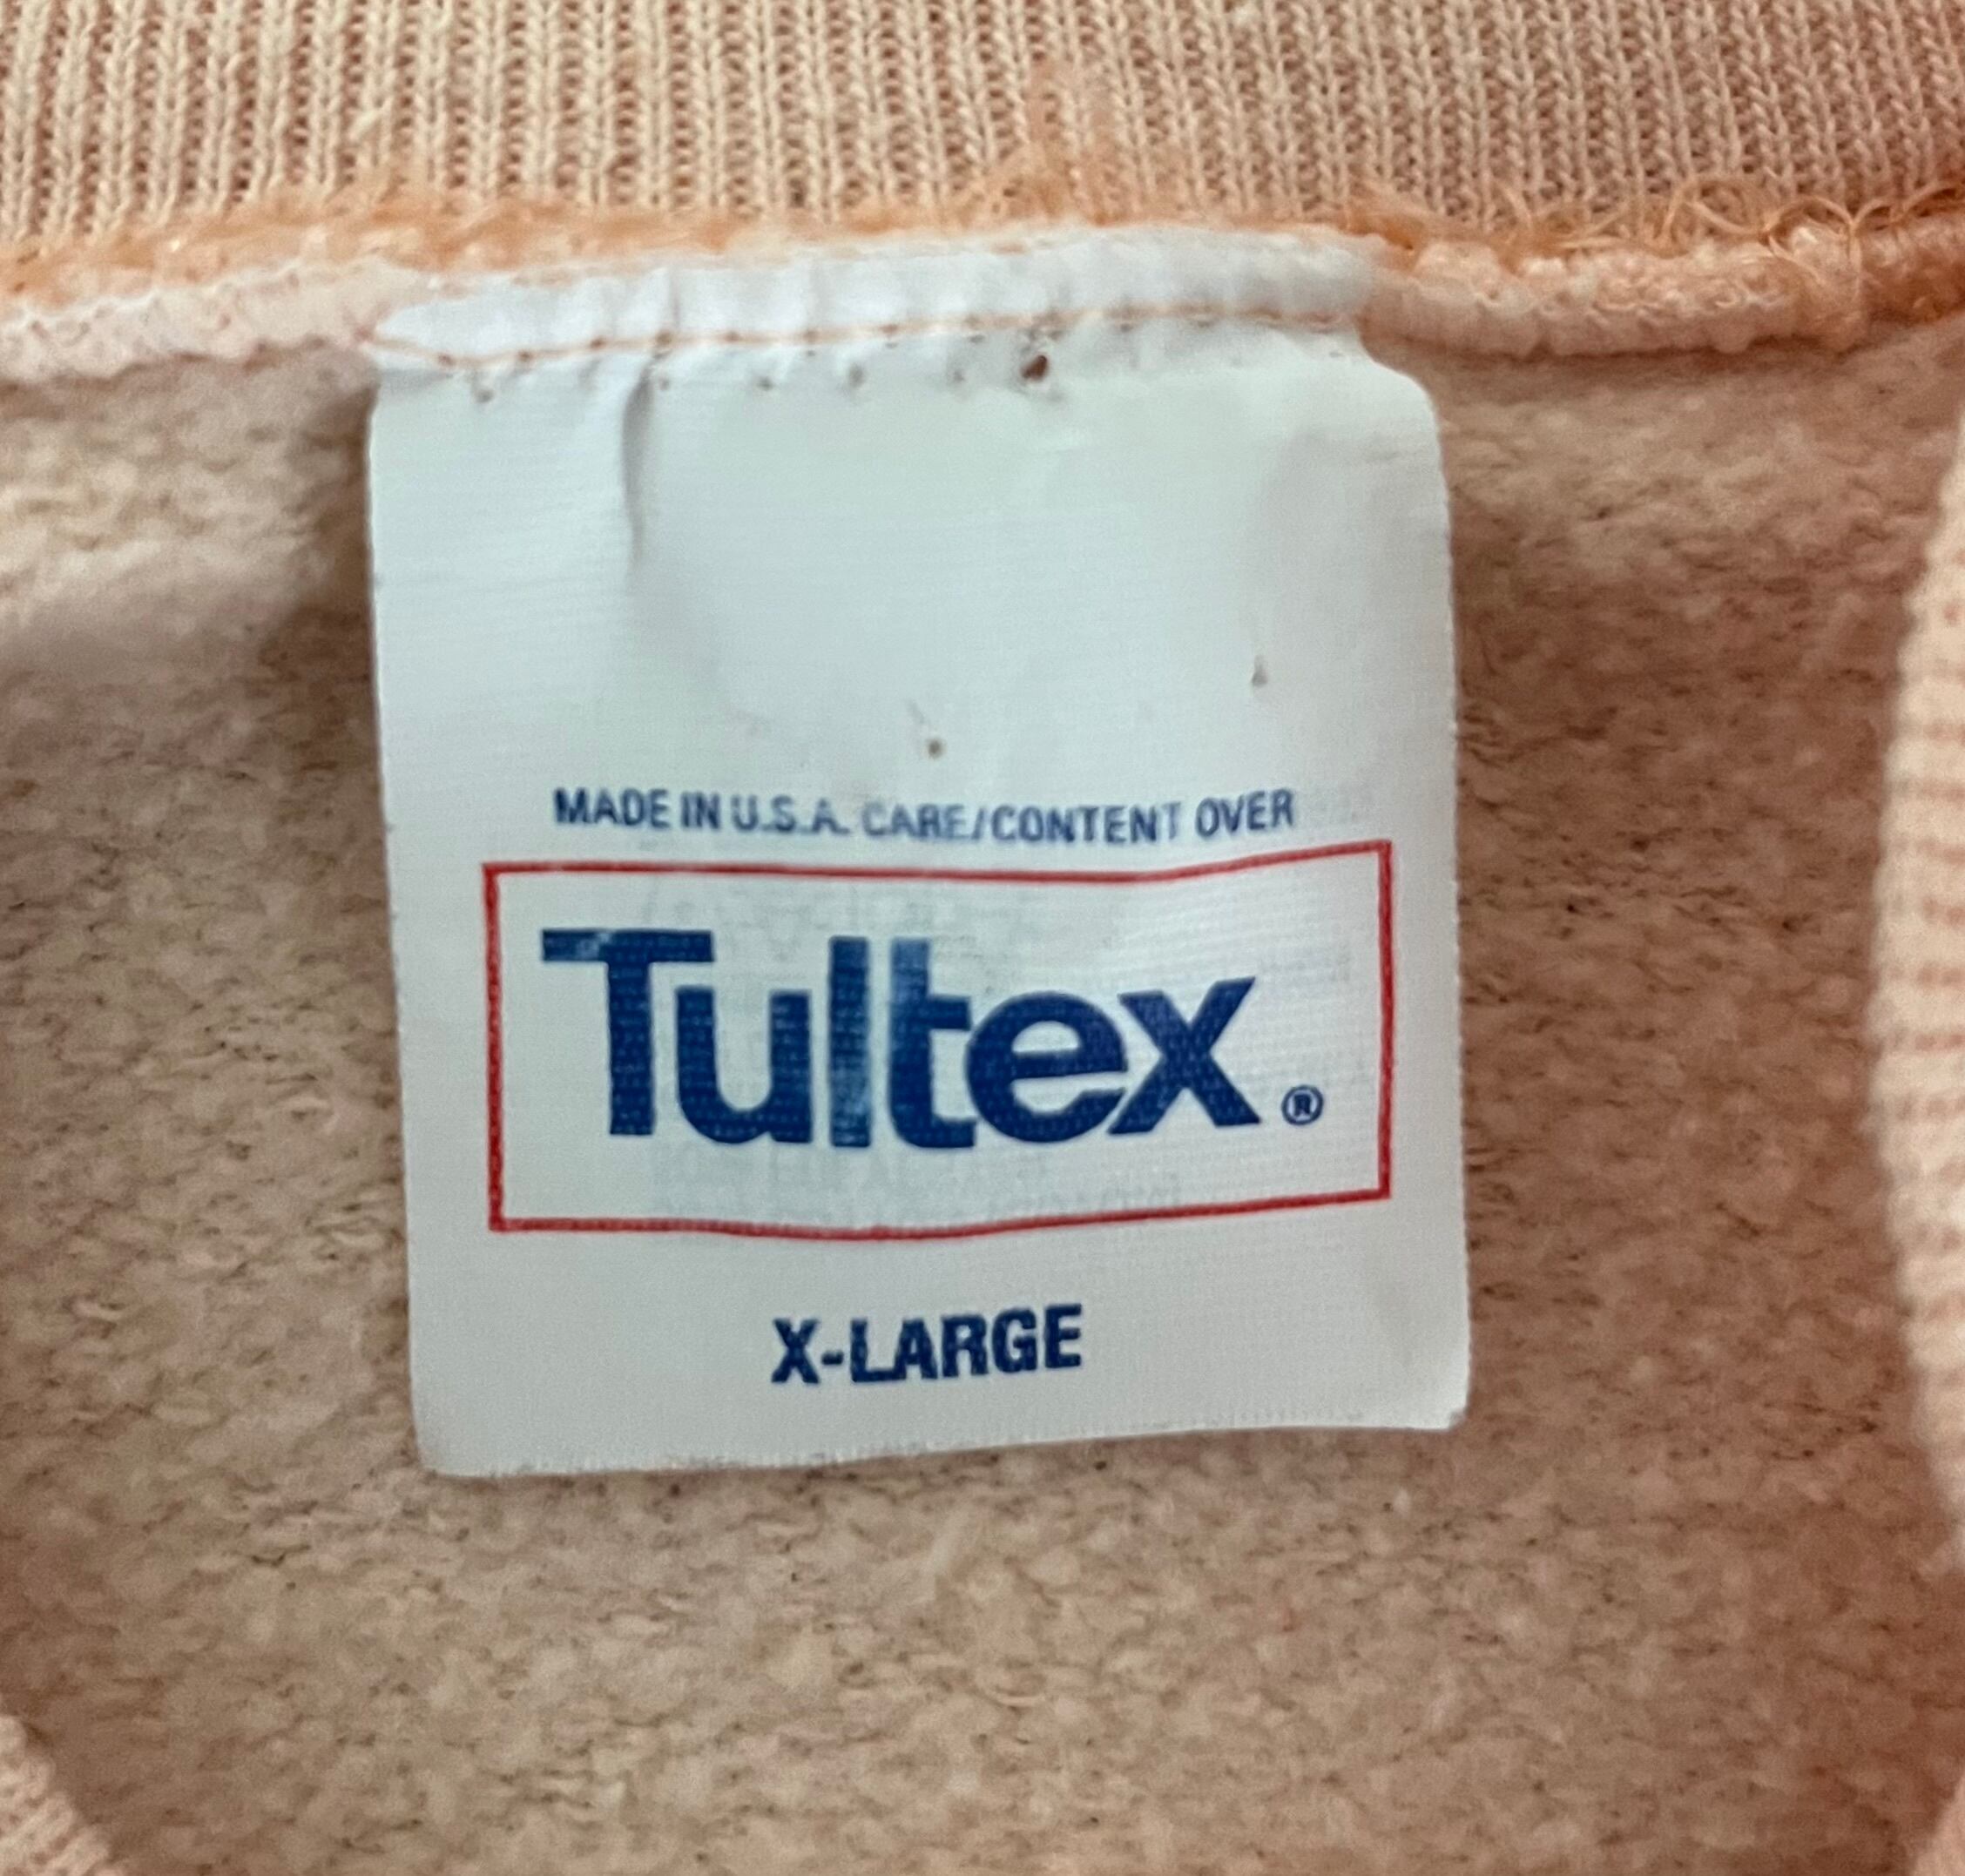 MADE IN U.S.A. CARE/CONTENT OVER
Tultex®
X-LARGE